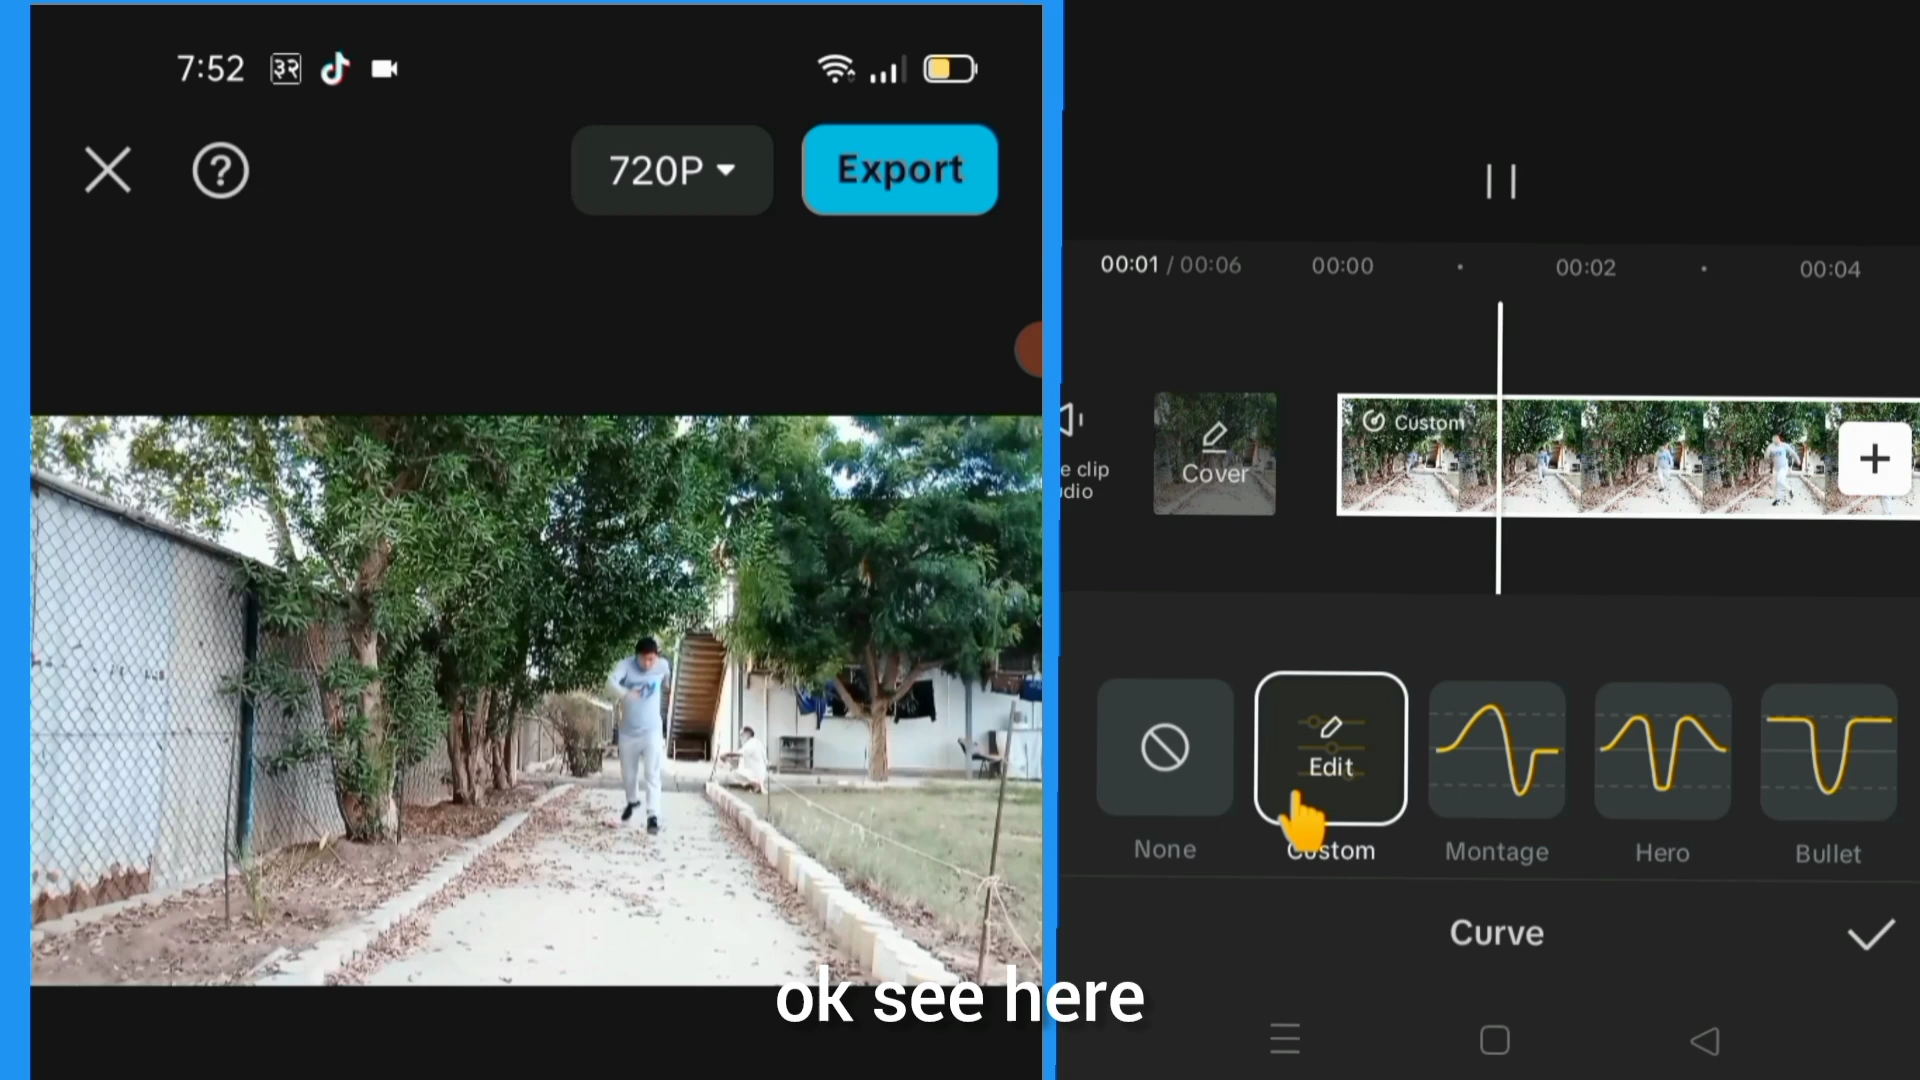 7:52 ३२
720P Export
00:01 / 00:06 00:00 00:02 00:04
Custom
Cover
e clip
dio
Edit
None Custom Montage Hero Bullet
Curve
ok see here